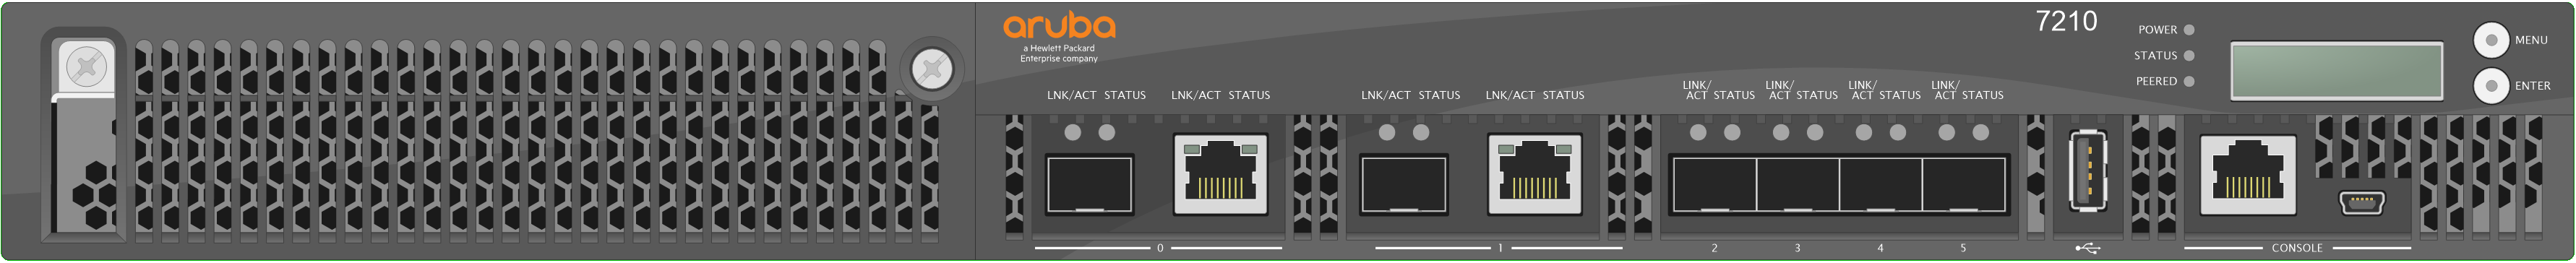 aruba
a Hewlett Packard
Enterprise company
7210
POWER
STATUS
PEERED
MENU
ENTER
LNK/ACT STATUS
LNK/ACT STATUS
LNK/ACT STATUS
LNK/ACT STATUS
LINK/
ACT STATUS
LINK/
ACT STATUS
LINK/
ACT STATUS
LINK/
ACT STATUS
0
1
2
3
4
5
CONSOLE